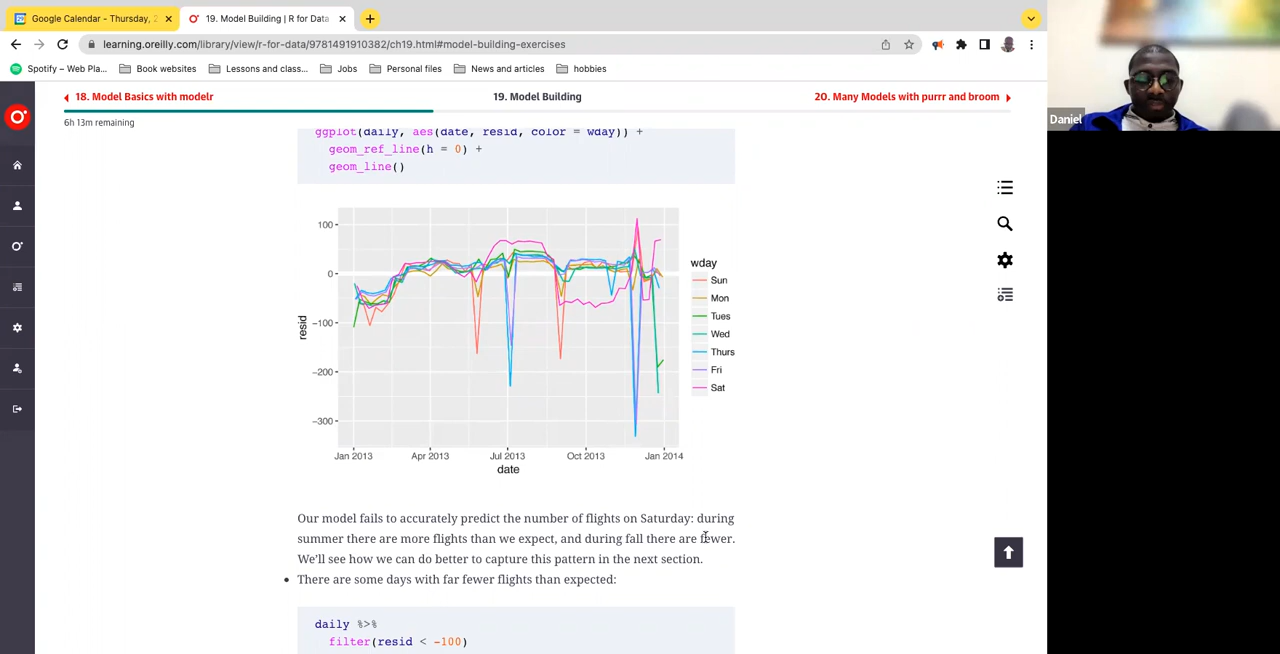 Google Calendar - Thursday, 2
19. Model Building | R for Data
learning.oreilly.com/library/view/r-for-data/9781491910382/ch19.html#model-building-exercises
Spotify – Web Pla...
Book websites
Lessons and class...
Jobs
Personal files
News and articles
hobbies
18. Model Basics with modelr
19. Model Building
20. Many Models with purrr and broom
6h 13m remaining
Daniel
ggplot(daily, aes(date, resid, color = wday)) +
geom_ref_line(h = 0) +
geom_line()
100
0
−100
−200
−300
resid
Jan 2013
Apr 2013
Jul 2013
Oct 2013
Jan 2014
date
wday
Sun
Mon
Tues
Wed
Thurs
Fri
Sat
Our model fails to accurately predict the number of flights on Saturday: during
summer there are more flights than we expect, and during fall there are fewer.
We’ll see how we can do better to capture this pattern in the next section.
• There are some days with far fewer flights than expected:
daily %>%
filter(resid < -100)